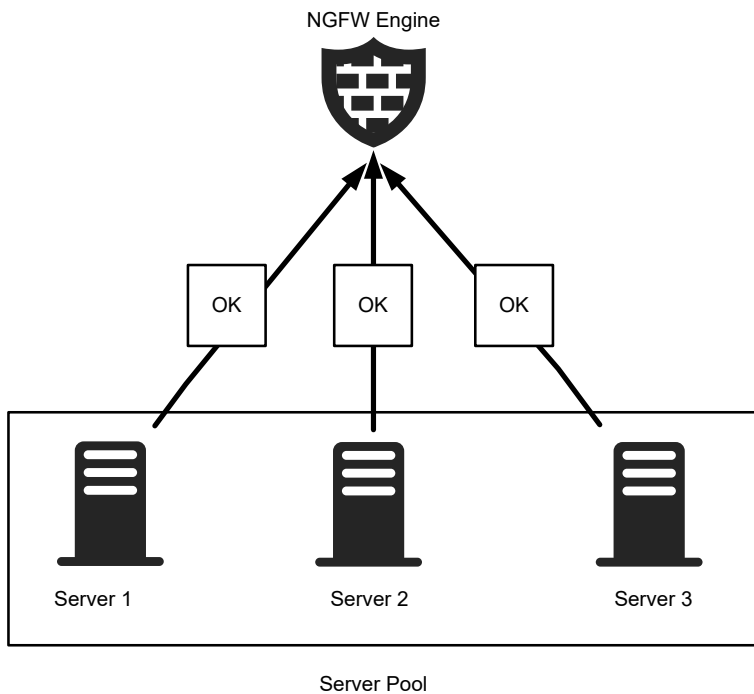 NGFW Engine
OK
OK
OK
Server 1
Server 2
Server 3
Server Pool